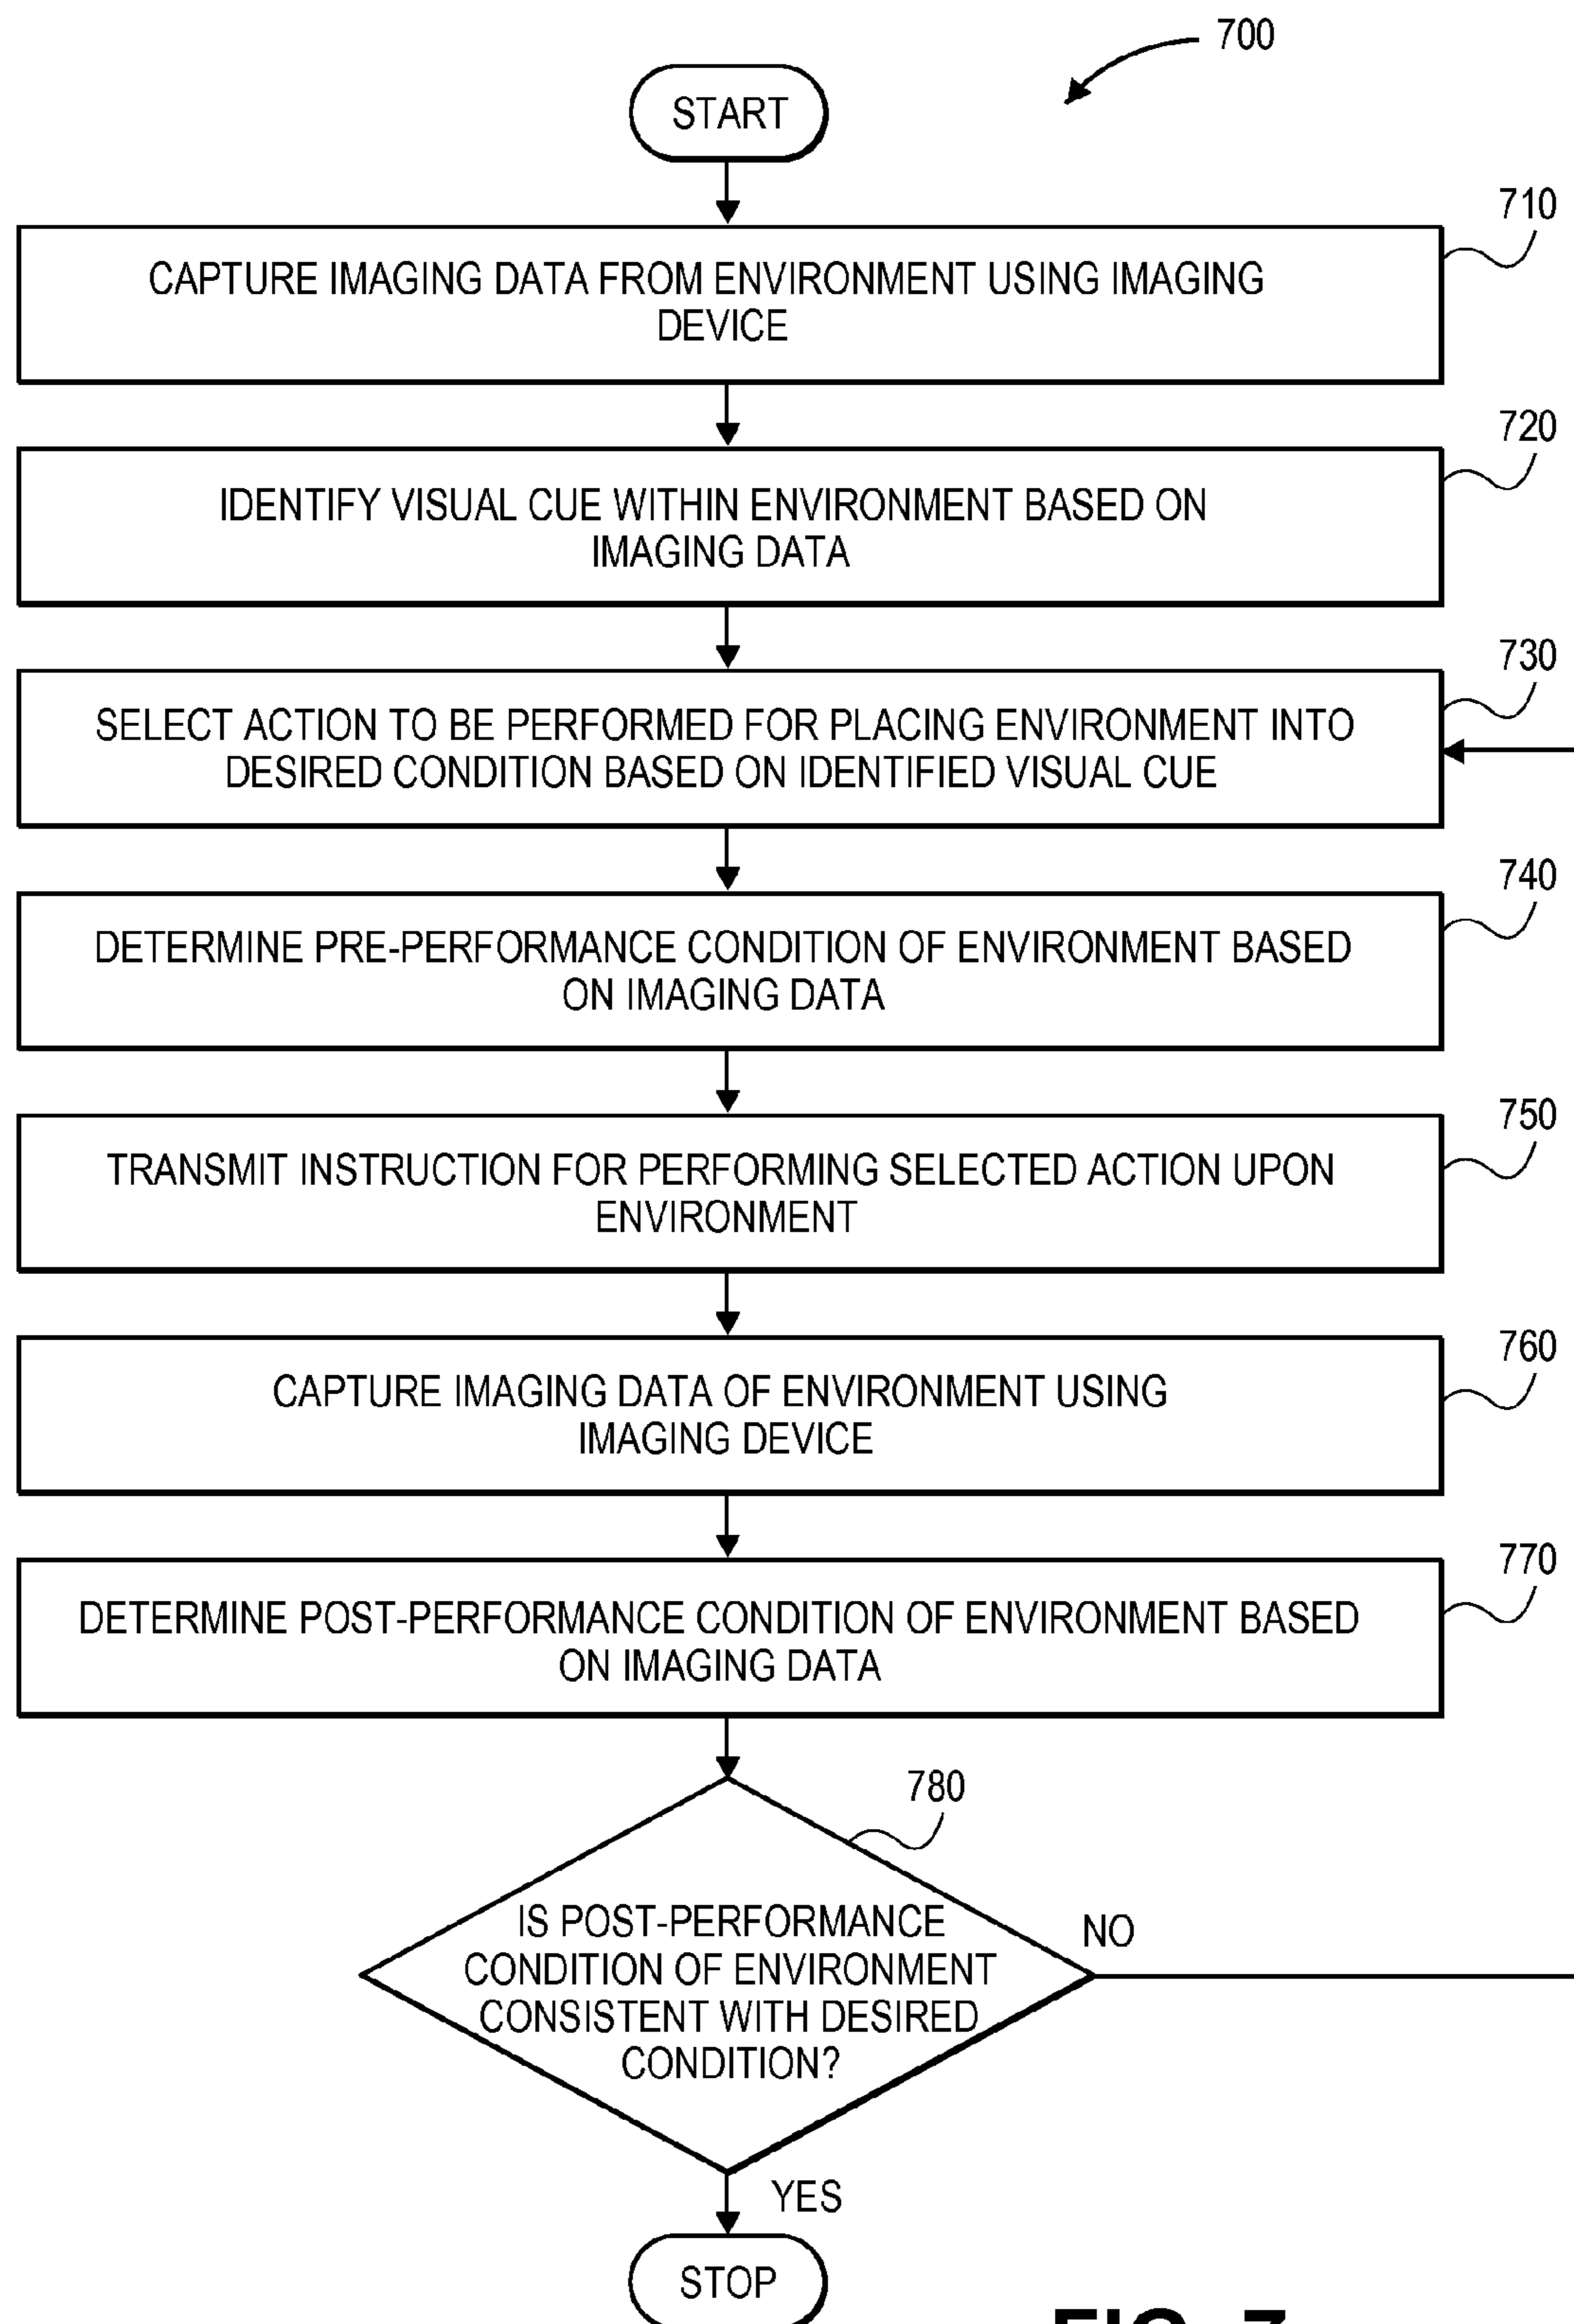 700
START
710
CAPTURE IMAGING DATA FROM ENVIRONMENT USING IMAGING
DEVICE
720
IDENTIFY VISUAL CUE WITHIN ENVIRONMENT BASED ON
IMAGING DATA
730
SELECT ACTION TO BE PERFORMED FOR PLACING ENVIRONMENT INTO
DESIRED CONDITION BASED ON IDENTIFIED VISUAL CUE
740
DETERMINE PRE-PERFORMANCE CONDITION OF ENVIRONMENT BASED
ON IMAGING DATA
750
TRANSMIT INSTRUCTION FOR PERFORMING SELECTED ACTION UPON
ENVIRONMENT
760
CAPTURE IMAGING DATA OF ENVIRONMENT USING
IMAGING DEVICE
770
DETERMINE POST-PERFORMANCE CONDITION OF ENVIRONMENT BASED
ON IMAGING DATA
780
IS POST-PERFORMANCE
CONDITION OF ENVIRONMENT
CONSISTENT WITH DESIRED
CONDITION?
NO
YES
STOP